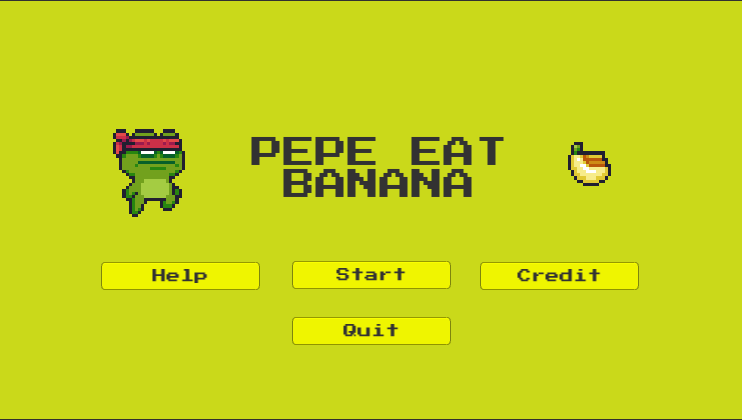 PEPE EAT
BANANA
Help
Start
Credit
Quit